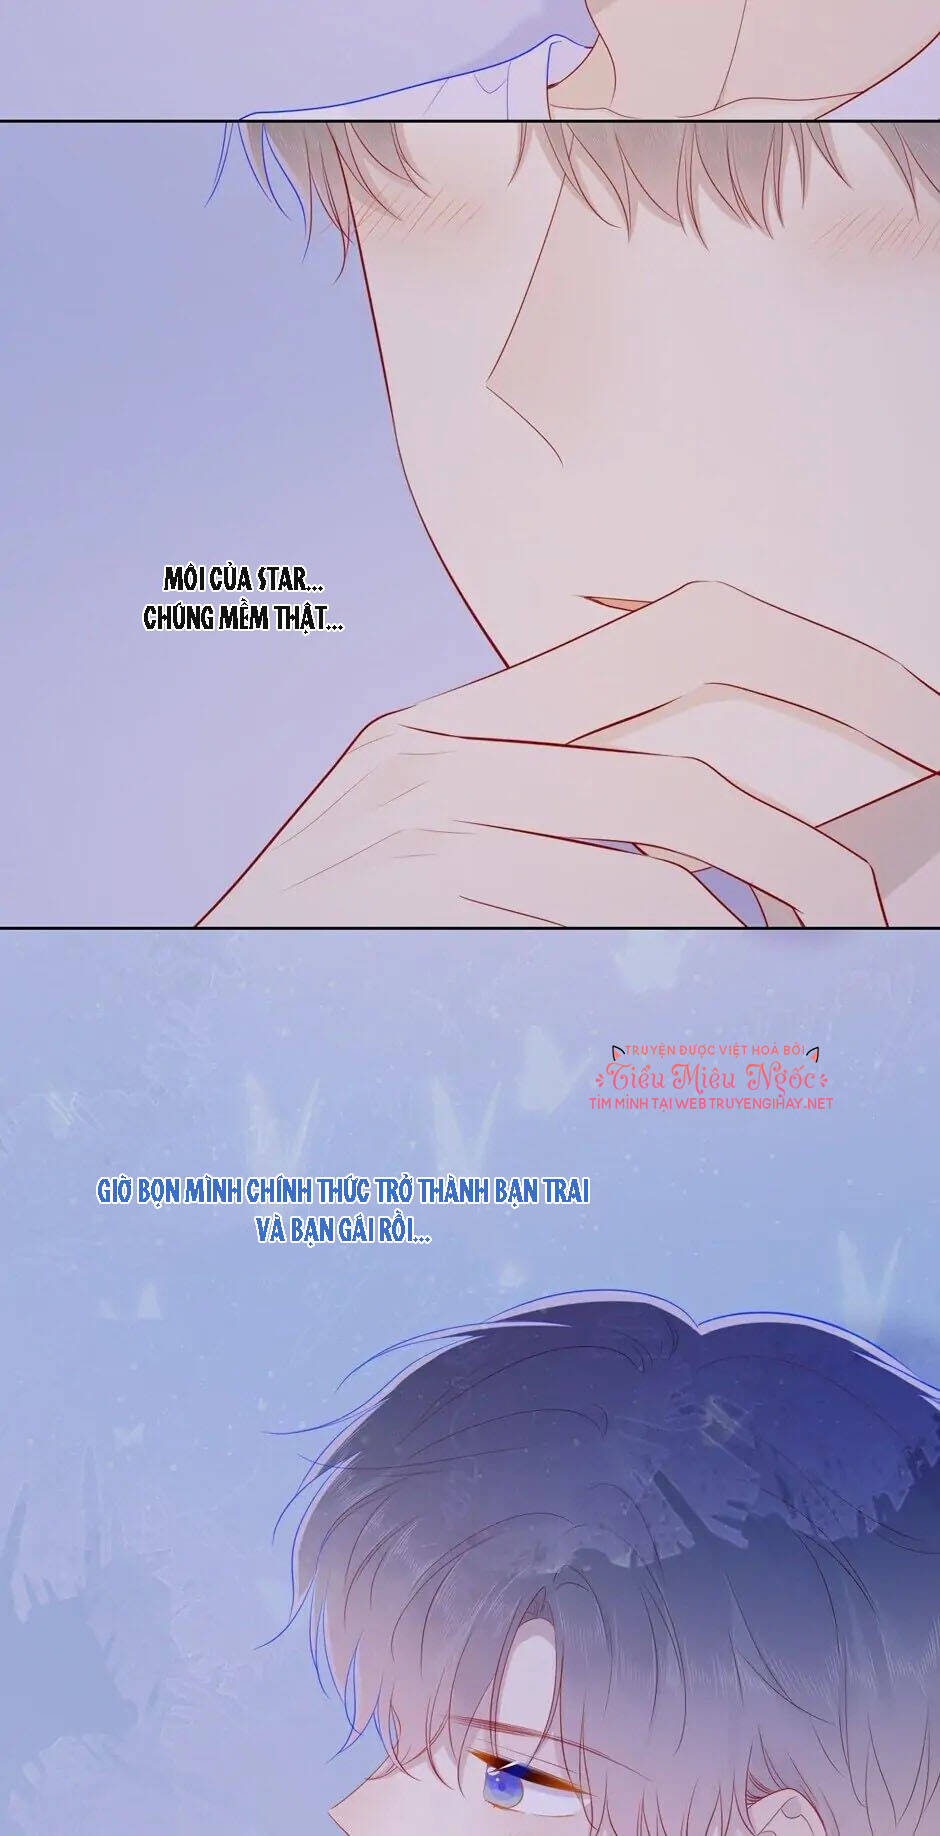 MÔI CỦA STAR...
CHÚNG MỀM THẬT...
TRUYỆN ĐƯỢC VIỆT HOÁ BỞI
Tiểu Miêu Ngốc
TÌM MÌNH TẠI WEB TRUYENGIHAY.NET
GIỜ BỌN MÌNH CHÍNH THỨC TRỞ THÀNH BẠN TRAI
VÀ BẠN GÁI RỒI...